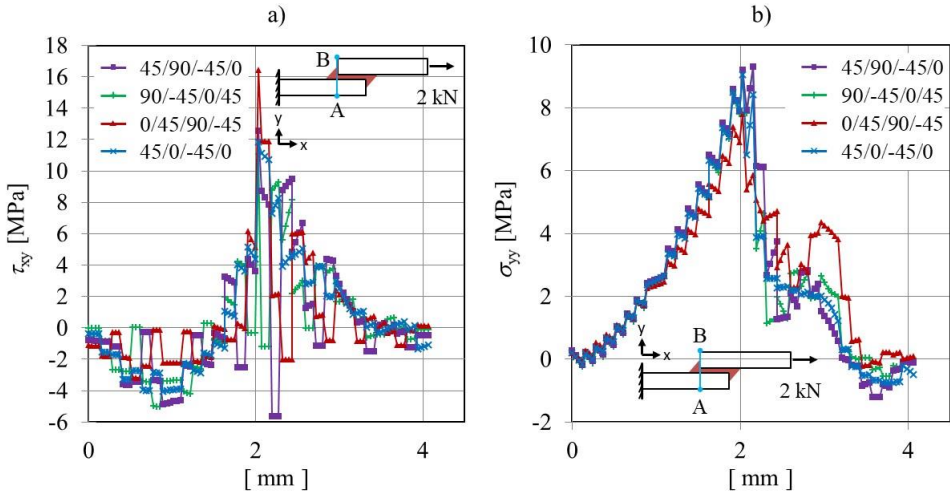 a)
18
16
14
12
10
8
6
4
2
0
-2
-4
-6
τxy [MPa]
45/90/-45/0
90/-45/0/45
0/45/90/-45
45/0/-45/0
B
A
2 kN
y
x
0
2
4
[ mm ]
b)
10
8
6
4
2
0
-2
σyy [MPa]
45/90/-45/0
90/-45/0/45
0/45/90/-45
45/0/-45/0
y
x
B
A
2 kN
0
2
4
[ mm ]